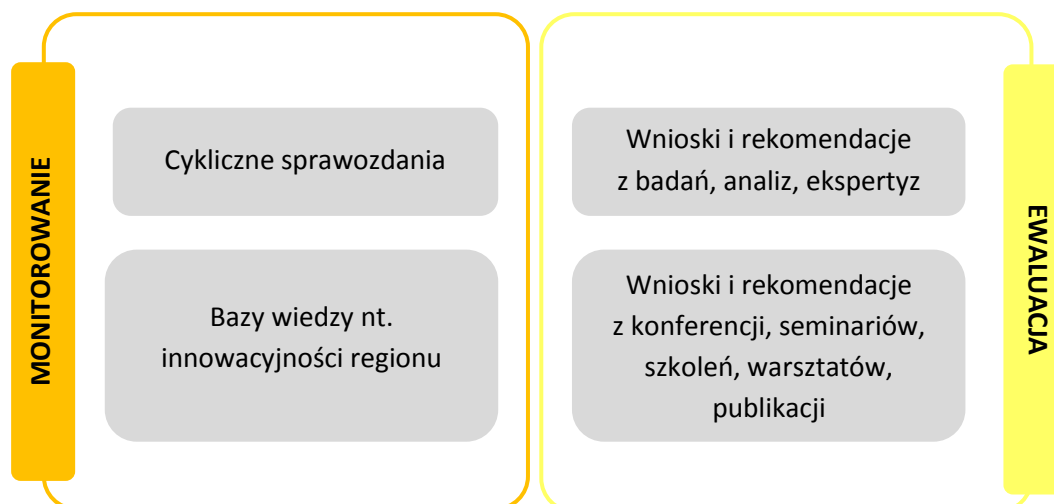 MONITOROWANIE
Cykliczne sprawozdania
Bazy wiedzy nt.
innowacyjności regionu
Wnioski i rekomendacje
z badań, analiz, ekspertyz
Wnioski i rekomendacje
z konferencji, seminariów,
szkoleń, warsztatów,
publikacji
EWALUACJA